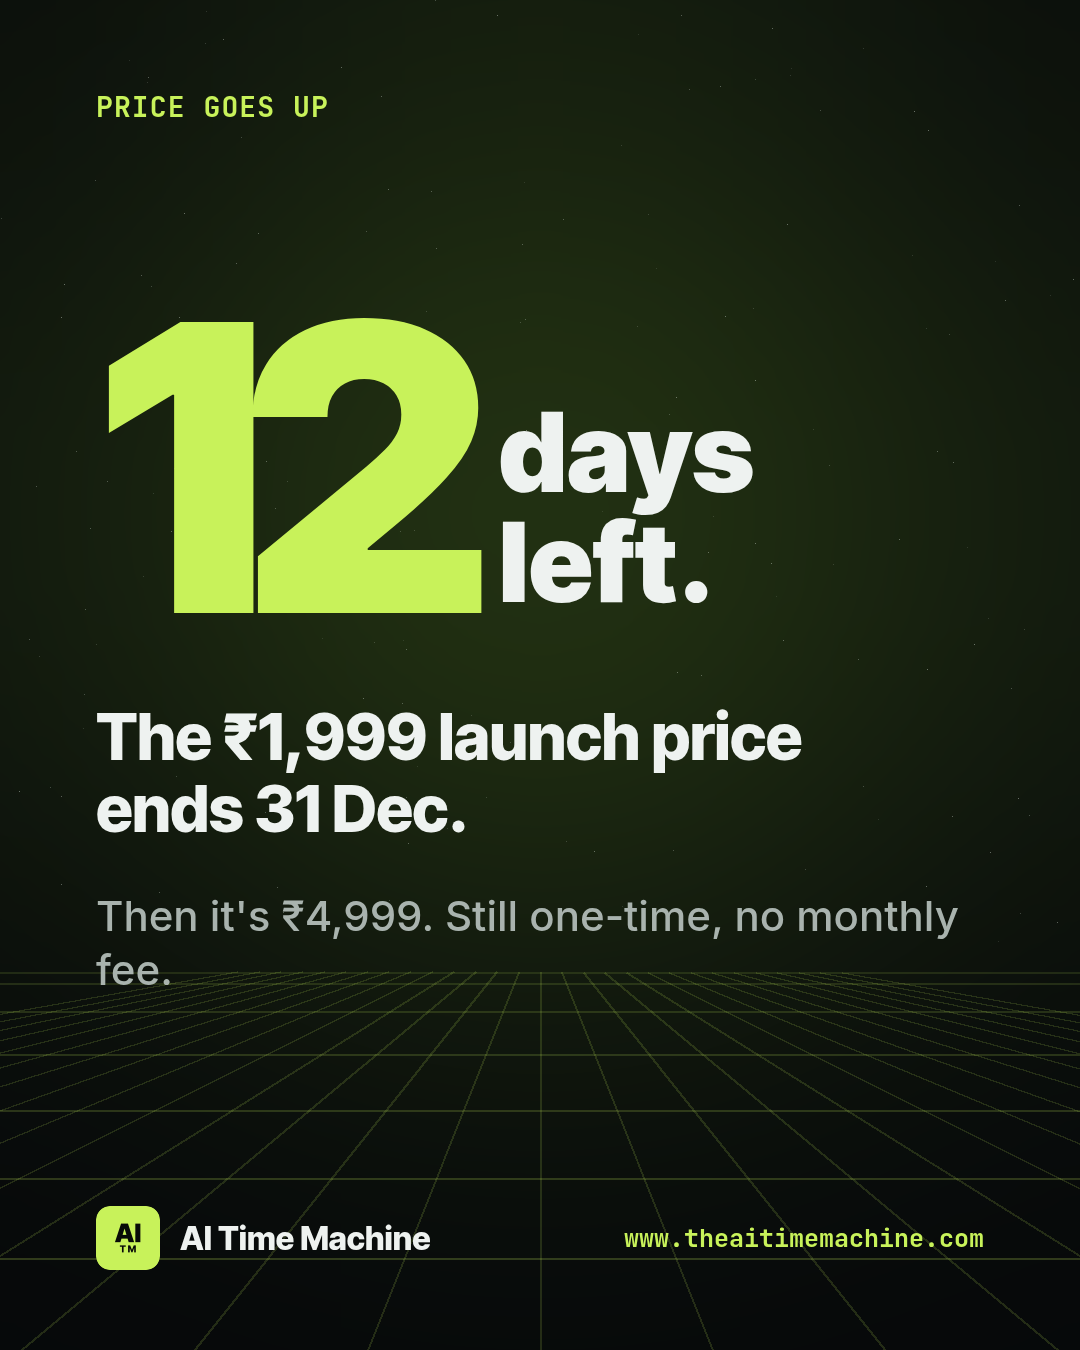 PRICE GOES UP
12 days
left.
The ₹1,999 launch price
ends 31 Dec.
Then it's ₹4,999. Still one-time, no monthly
fee.
AI
TM
AI Time Machine
www.theaitimemachine.com